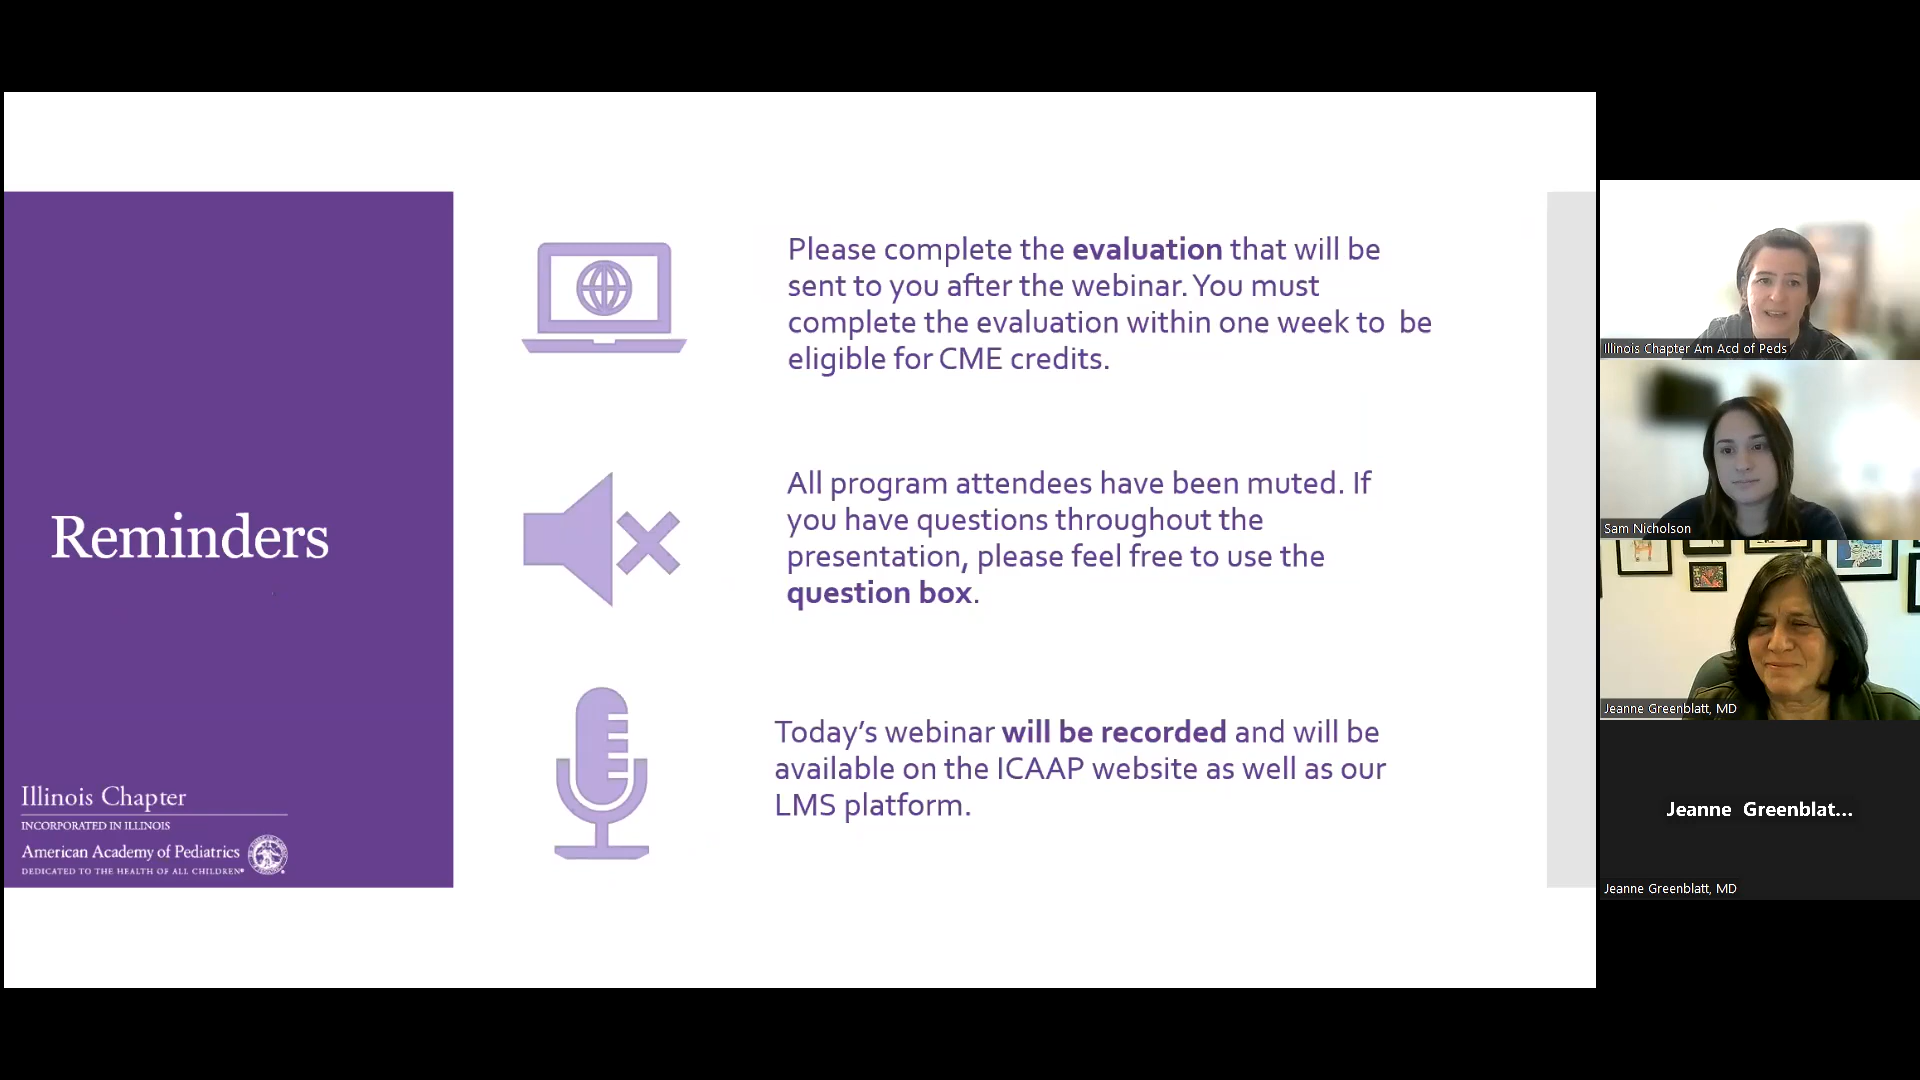 Reminders
Illinois Chapter
INCORPORATED IN ILLINOIS
American Academy of Pediatrics
DEDICATED TO THE HEALTH OF ALL CHILDREN®
Please complete the evaluation that will be
sent to you after the webinar. You must
complete the evaluation within one week to be
eligible for CME credits.
All program attendees have been muted. If
you have questions throughout the
presentation, please feel free to use the
question box.
Today's webinar will be recorded and will be
available on the ICAAP website as well as our
LMS platform.
Illinois Chapter Am Acd of Peds
Sam Nicholson
Jeanne Greenblatt, MD
Jeanne Greenblat...
Jeanne Greenblatt, MD